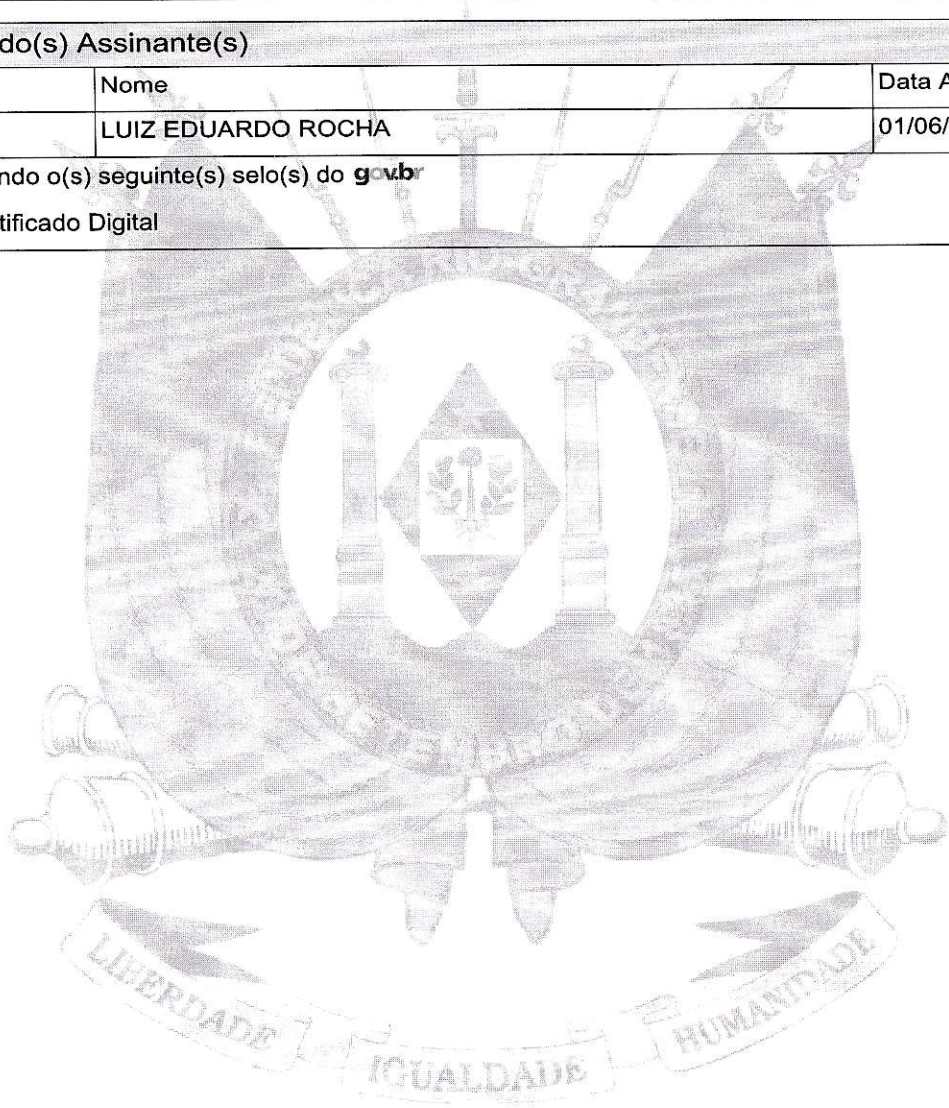 do(s) Assinante(s)
Nome Data A
LUIZ EDUARDO ROCHA 01/06/
ndo o(s) seguinte(s) selo(s) do gov.br
tificado Digital
LIBERDADE IGUALDADE HUMANIDADE